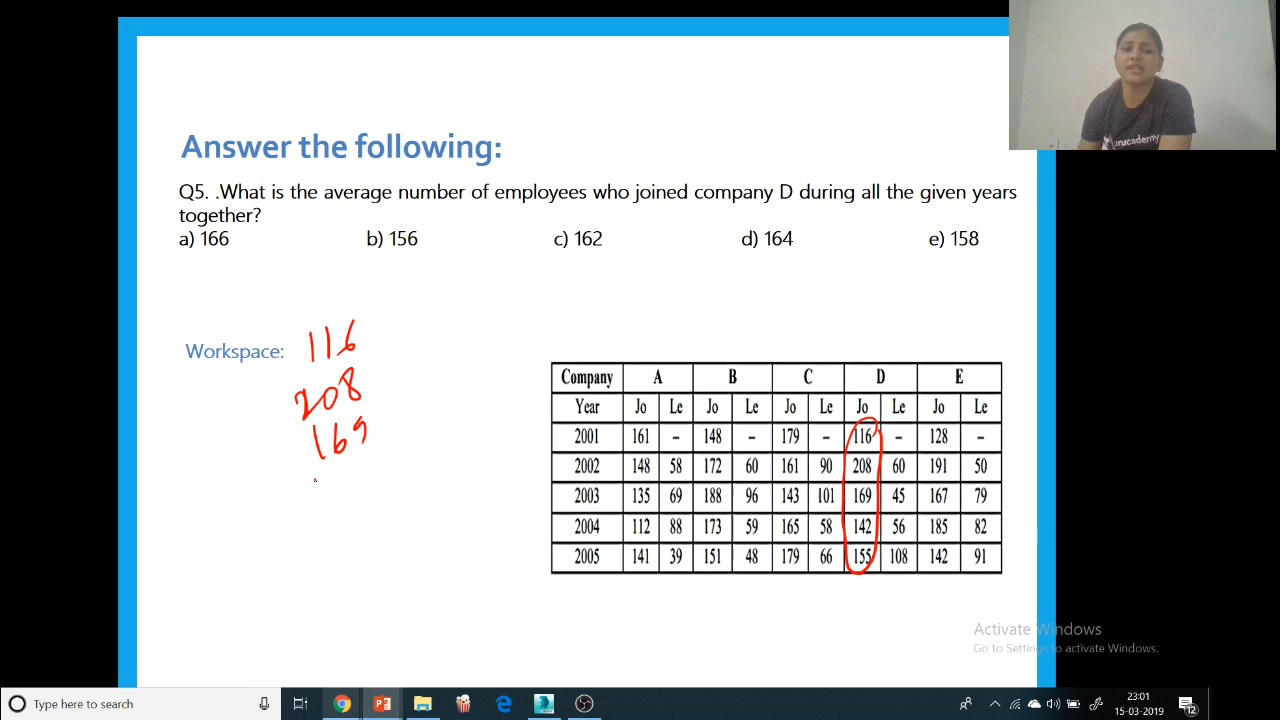 unacademy
Answer the following:
Q5. .What is the average number of employees who joined company D during all the given years
together?
a) 166 b) 156 c) 162 d) 164 e) 158
Workspace:
116
208
169
Company A B C D E
Year Jo Le Jo Le Jo Le Jo Le Jo Le
2001 161 – 148 – 179 – 116 – 128 –
2002 148 58 172 60 161 90 208 60 191 50
2003 135 69 188 96 143 101 169 45 167 79
2004 112 88 173 59 165 58 142 56 185 82
2005 141 39 151 48 179 66 155 108 142 91
Activate Windows
Go to Settings to activate Windows.
Type here to search
23:01
15-03-2019
12